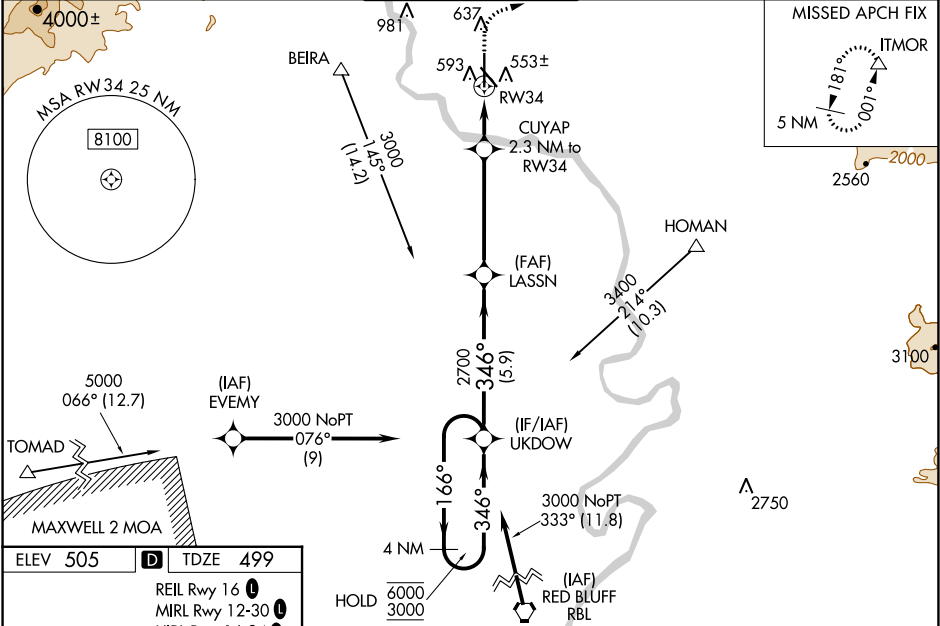 4000±
981
637
MISSED APCH FIX
ITMOR
181°
001°
5 NM
BEIRA
593
553±
RW34
MSA RW34 25 NM
8100
CUYAP
2.3 NM to
RW34
3000
145°
(14.2)
2000
2560
HOMAN
(FAF)
LASSN
3400
214°
(10.3)
2700
346°
(5.9)
3100
5000
066° (12.7)
(IAF)
EVEMY
3000 NoPT
076°
(9)
TOMAD
(IF/IAF)
UKDOW
166°
346°
3000 NoPT
333° (11.8)
2750
MAXWELL 2 MOA
4 NM
ELEV 505
D
TDZE 499
HOLD
6000
3000
(IAF)
RED BLUFF
RBL
REIL Rwy 16 L
MIRL Rwy 12-30 L